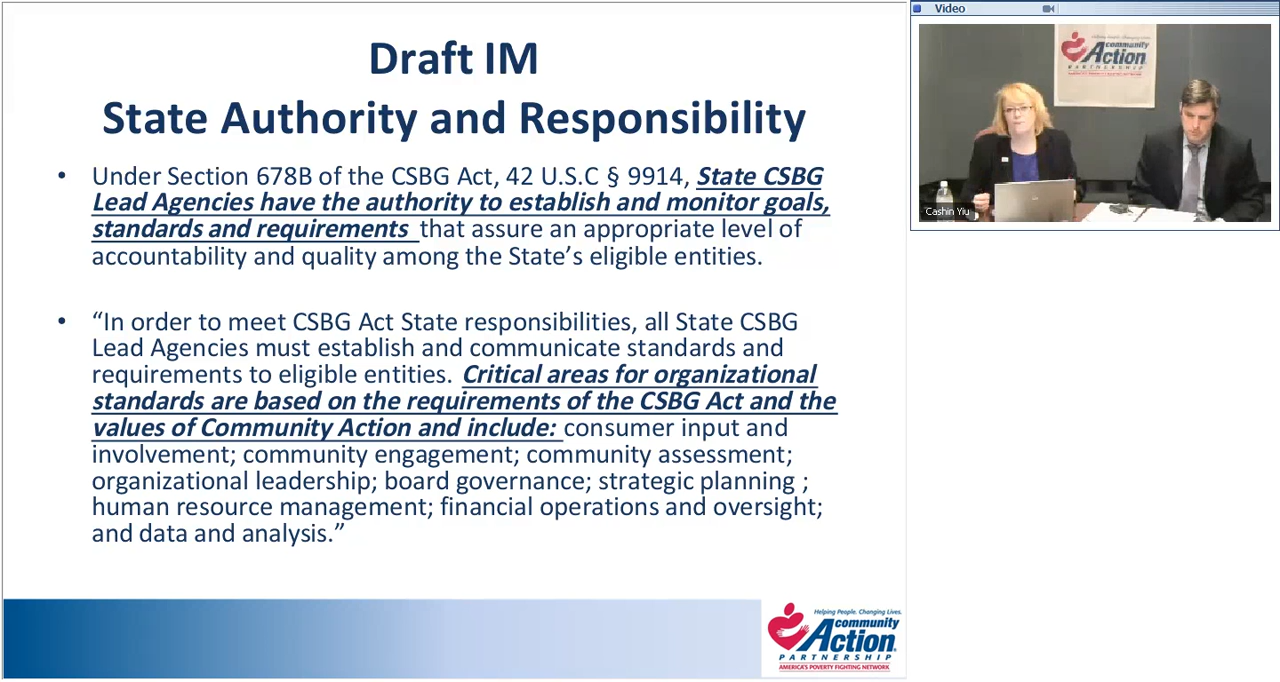 Draft IM
State Authority and Responsibility
• Under Section 678B of the CSBG Act, 42 U.S.C § 9914, State CSBG
Lead Agencies have the authority to establish and monitor goals,
standards and requirements that assure an appropriate level of
accountability and quality among the State’s eligible entities.
• “In order to meet CSBG Act State responsibilities, all State CSBG
Lead Agencies must establish and communicate standards and
requirements to eligible entities. Critical areas for organizational
standards are based on the requirements of the CSBG Act and the
values of Community Action and include: consumer input and
involvement; community engagement; community assessment;
organizational leadership; board governance; strategic planning ;
human resource management; financial operations and oversight;
and data and analysis.”
Helping People. Changing Lives.
community
Action
PARTNERSHIP
AMERICA'S POVERTY FIGHTING NETWORK
Video
Helping People. Changing Lives.
community
Action
PARTNERSHIP
Cashin Yiu